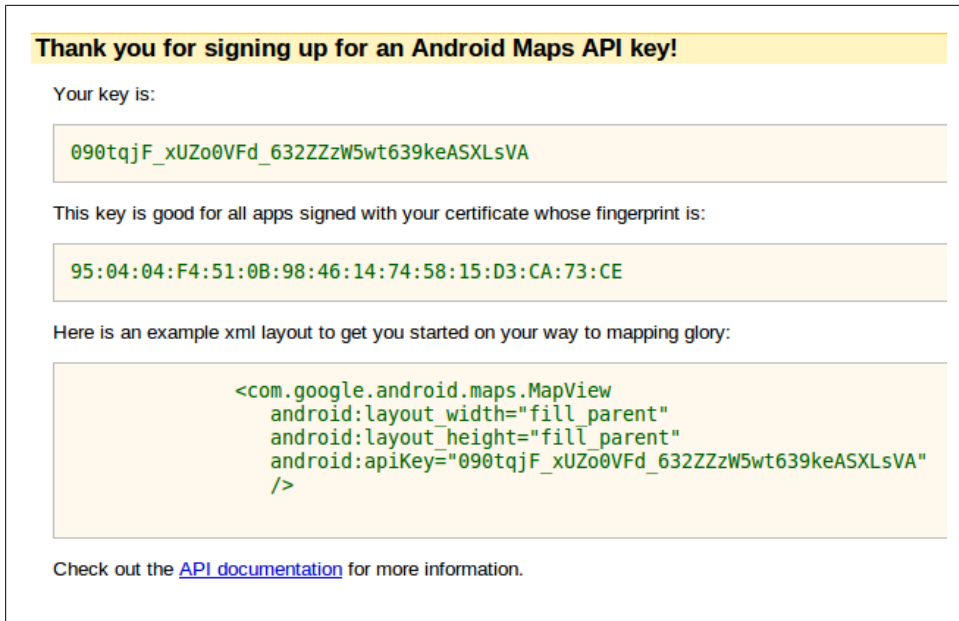 Thank you for signing up for an Android Maps API key!
Your key is:
090tqjF_xUZo0VFd_632ZZzW5wt639keASXLsVA
This key is good for all apps signed with your certificate whose fingerprint is:
95:04:04:F4:51:0B:98:46:14:74:58:15:D3:CA:73:CE
Here is an example xml layout to get you started on your way to mapping glory:
<com.google.android.maps.MapView
android:layout_width="fill_parent"
android:layout_height="fill_parent"
android:apiKey="090tqjF_xUZo0VFd_632ZZzW5wt639keASXLsVA"
/>
Check out the API documentation for more information.